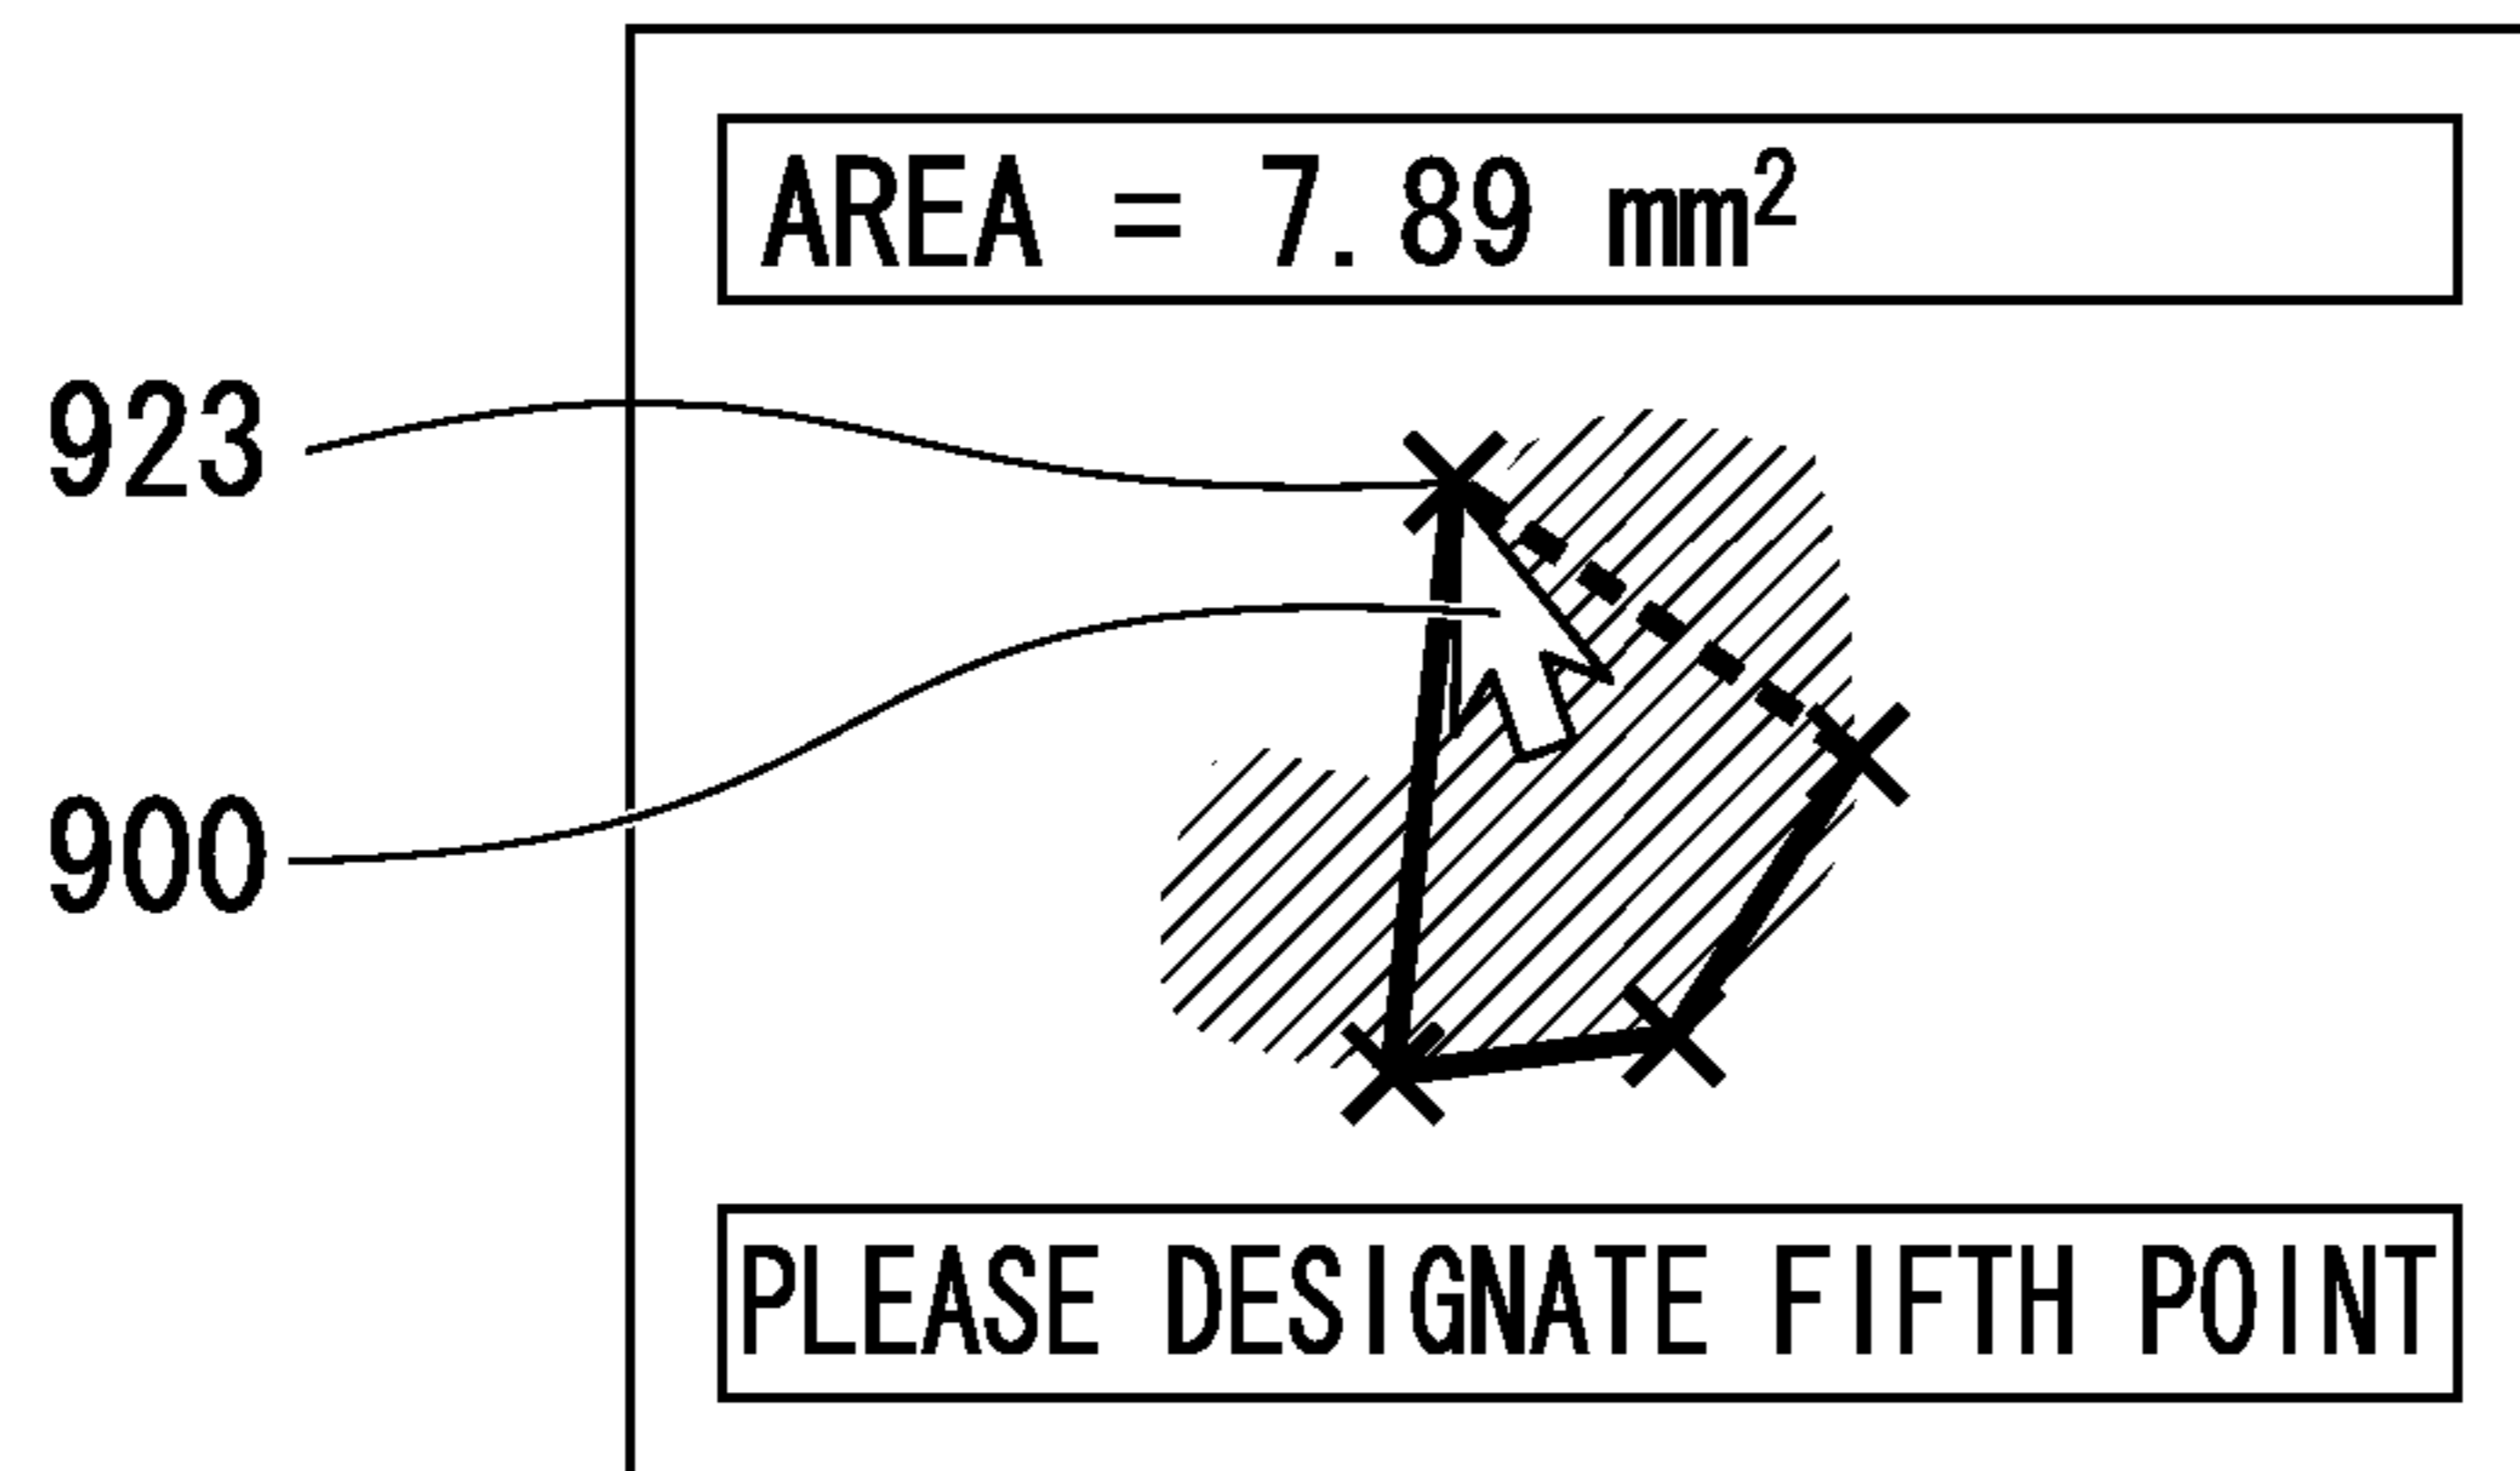 AREA = 7.89 mm²
923
900
PLEASE DESIGNATE FIFTH POINT